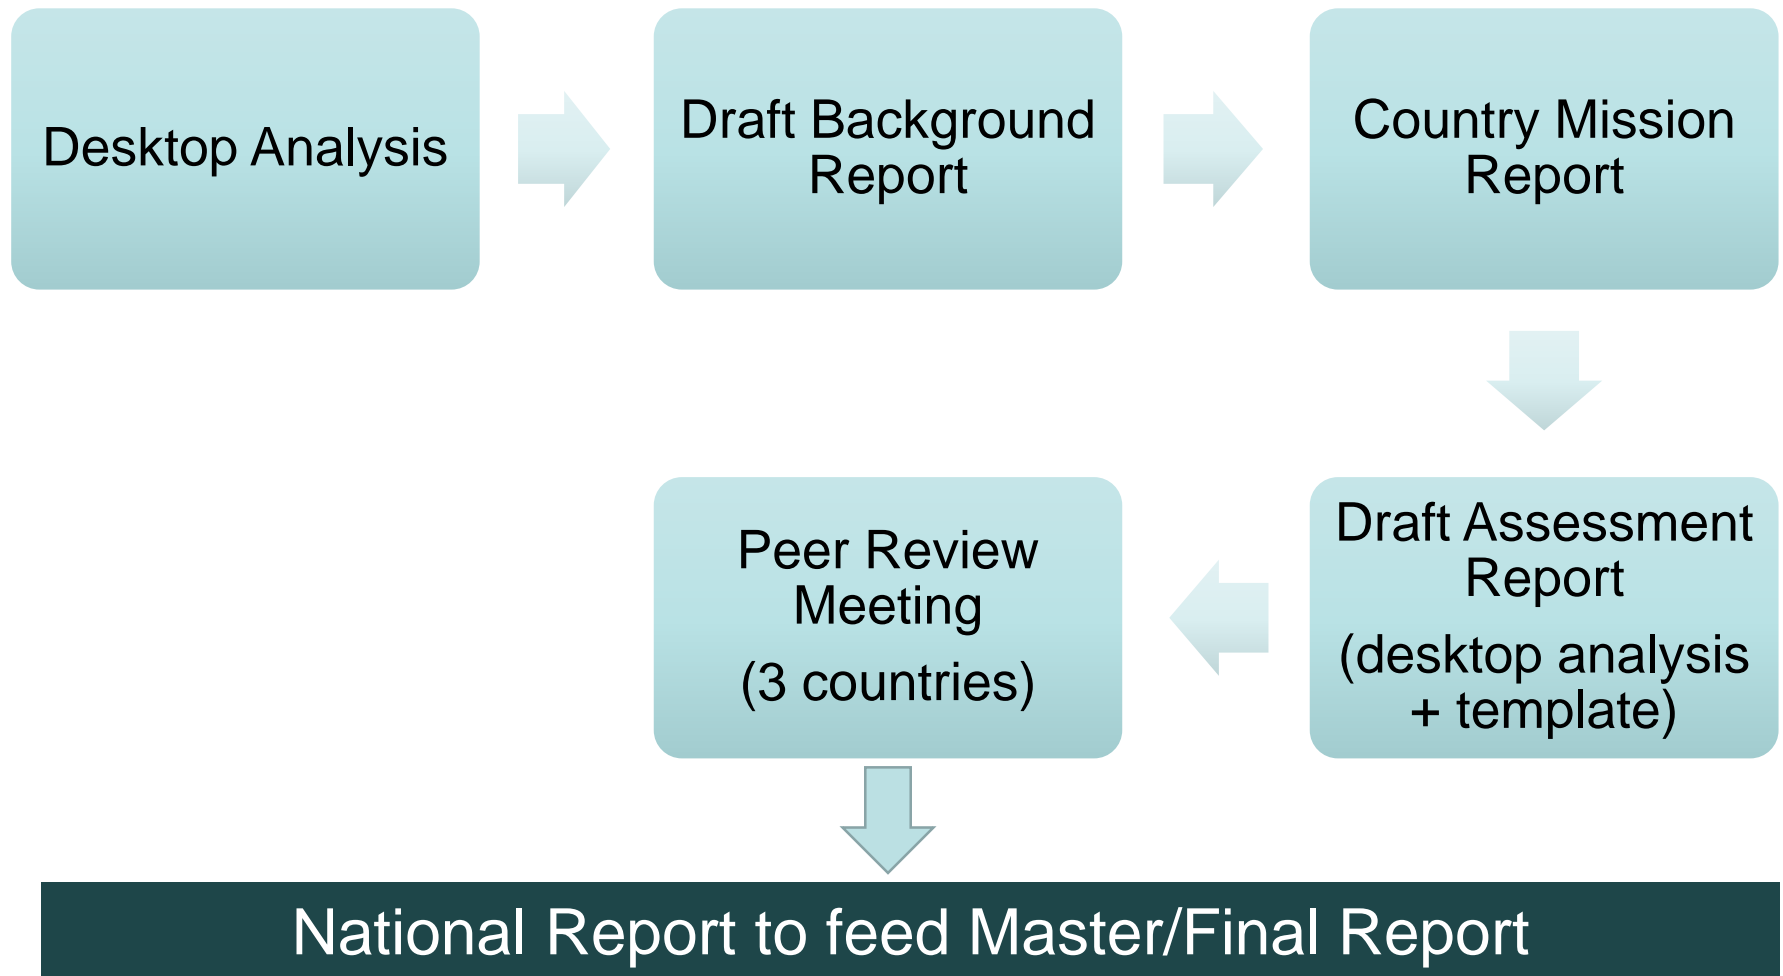 Desktop Analysis
Draft Background
Report
Country Mission
Report
Draft Assessment
Report
(desktop analysis
+ template)
Peer Review
Meeting
(3 countries)
National Report to feed Master/Final Report